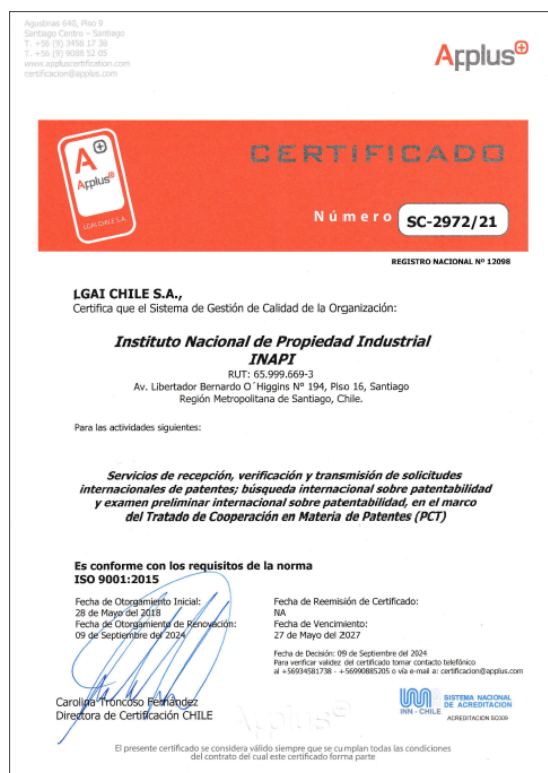 Agustinas 640, Piso 9
Santiago Centro – Santiago
T. +56 (9) 3458 17 38
T. +56 (9) 9088 52 05
www.appluscertification.com
certificacion@applus.com
Applus+
A+
Applus+
LGAI CHILE S.A.
CERTIFICADO
Número SC-2972/21
REGISTRO NACIONAL Nº 12098
LGAI CHILE S.A.,
Certifica que el Sistema de Gestión de Calidad de la Organización:
Instituto Nacional de Propiedad Industrial
INAPI
RUT: 65.999.669-3
Av. Libertador Bernardo O´Higgins N° 194, Piso 16, Santiago
Región Metropolitana de Santiago, Chile.
Para las actividades siguientes:
Servicios de recepción, verificación y transmisión de solicitudes
internacionales de patentes; búsqueda internacional sobre patentabilidad
y examen preliminar internacional sobre patentabilidad, en el marco
del Tratado de Cooperación en Materia de Patentes (PCT)
Es conforme con los requisitos de la norma
ISO 9001:2015
Fecha de Otorgamiento Inicial:
28 de Mayo del 2018
Fecha de Otorgamiento de Renovación:
09 de Septiembre del 2024
Fecha de Reemisión de Certificado:
NA
Fecha de Vencimiento:
27 de Mayo del 2027
Fecha de Decisión: 09 de Septiembre del 2024
Para verificar validez del certificado tomar contacto telefónico
al +56934581738 - +56990885205 o vía e-mail a: certificacion@applus.com
Carolina Troncoso Fernández
Directora de Certificación CHILE
INN - CHILE
SISTEMA NACIONAL
DE ACREDITACION
ACREDITACION SC009
El presente certificado se considera válido siempre que se cumplan todas las condiciones
del contrato del cual este certificado forma parte